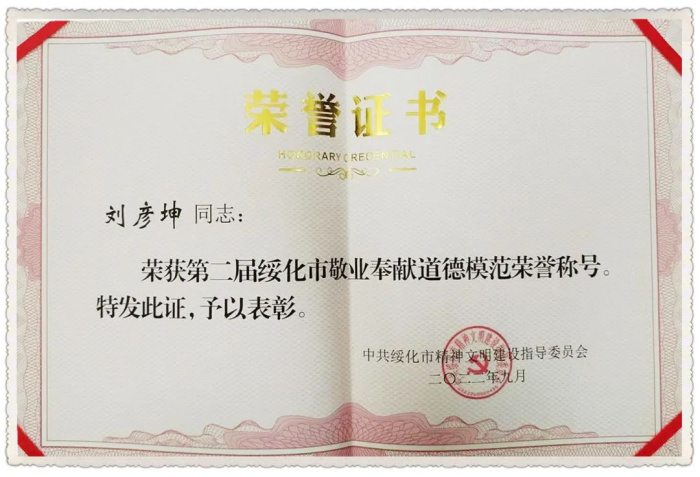 荣誉证书
HONORARY CREDENTIAL
刘彦坤 同志：
荣获第二届绥化市敬业奉献道德模范荣誉称号。
特发此证，予以表彰。
中共绥化市精神文明建设指导委员会
二〇二二年九月